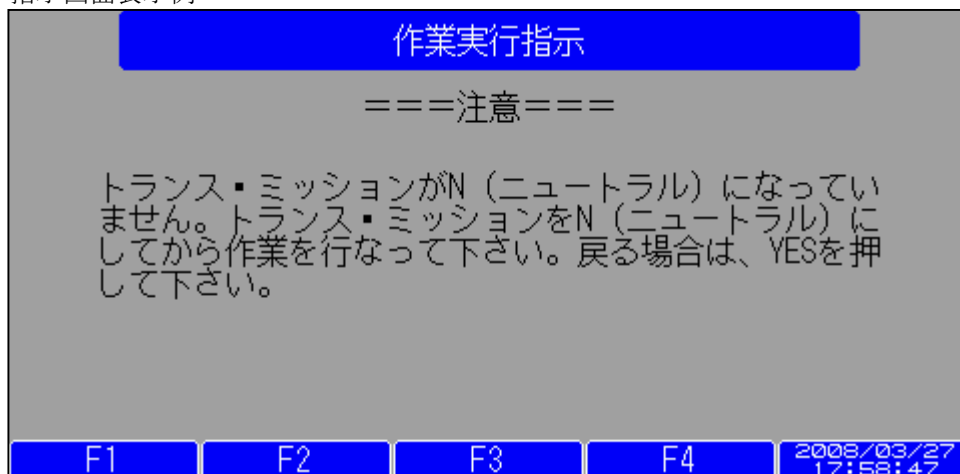 作業実行指示
===注意===
トランス・ミッションがN(ニュートラル)になってい
ません。トランス・ミッションをN(ニュートラル)に
してから作業を行なって下さい。戻る場合は、YESを押
して下さい。
F1 F2 F3 F4 2008/03/27
17:58:47